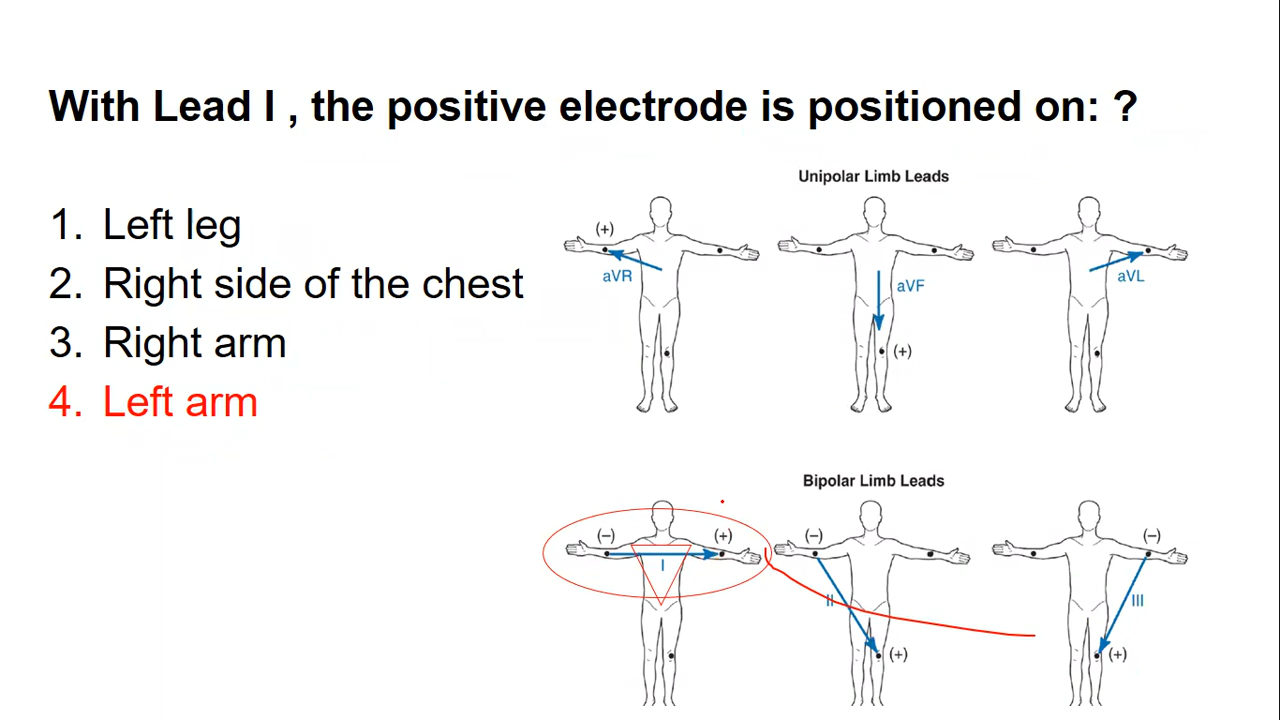 With Lead I , the positive electrode is positioned on: ?
1. Left leg
2. Right side of the chest
3. Right arm
4. Left arm
Unipolar Limb Leads
(+)
aVR
aVF
(+)
aVL
Bipolar Limb Leads
(−) (+)
I
(−)
II
(+)
(−)
III
(+)